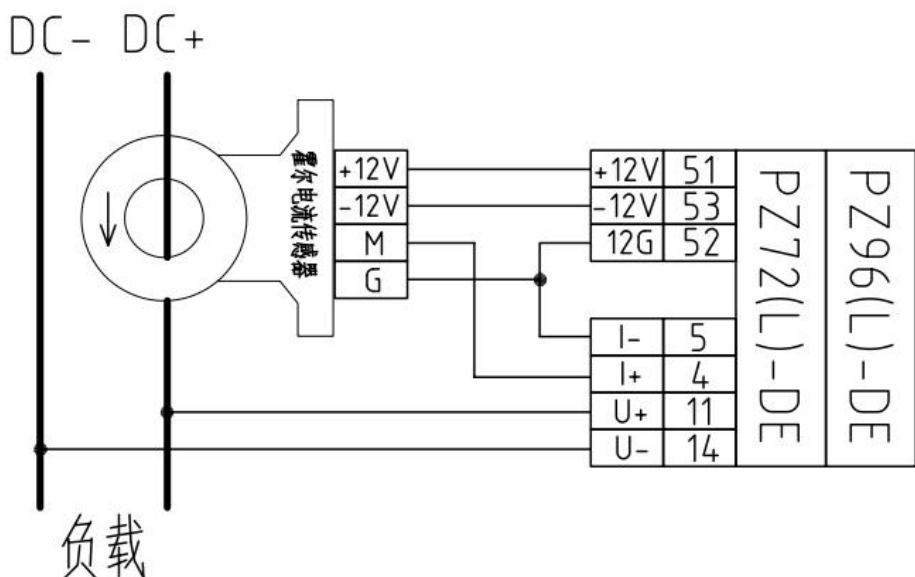 DC- DC+
霍尔电流传感器
+12V
-12V
M
G
+12V 51
-12V 53
12G 52
I- 5
I+ 4
U+ 11
U- 14
PZ72(L)-DE
PZ96(L)-DE
负载